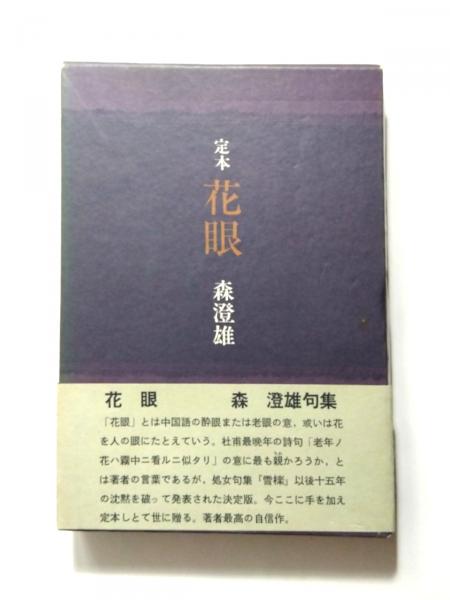 定本
花眼
森澄雄
花眼 森 澄雄句集
「花眼」とは中国語の酔眼または老眼の意、或いは花
を人の眼にたとえていう。杜甫最晩年の詩句「老年ノ
花ハ霧中ニ看ルニ似タリ」の意に最も親かろうか、と
は著者の言葉であるが、処女句集『雪櫟』以後十五年
の沈黙を破って発表された決定版。今ここに手を加え
定本しとて世に贈る。著者最高の自信作。